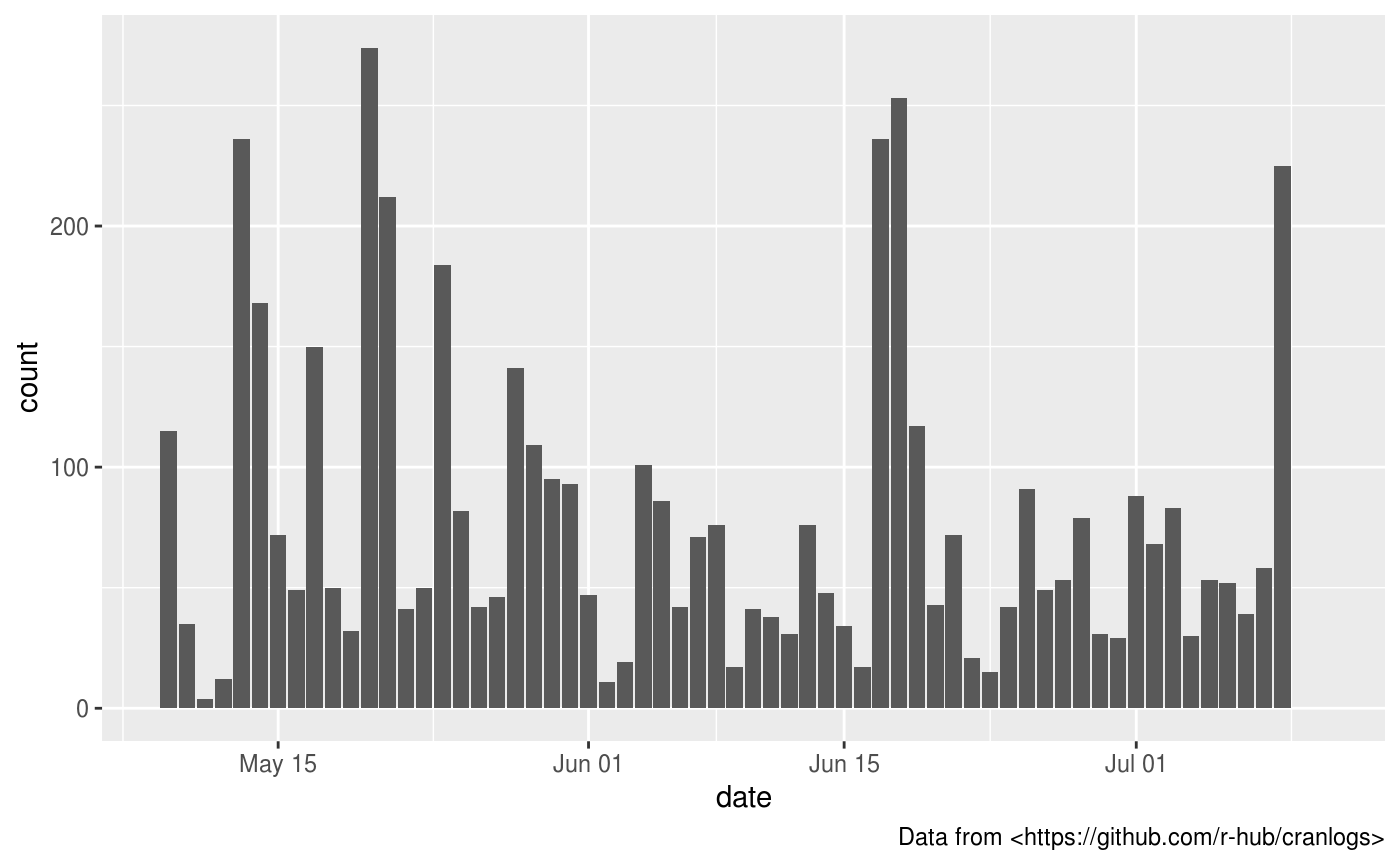 count
200
100
0
May 15
Jun 01
Jun 15
Jul 01
date
Data from <https://github.com/r-hub/cranlogs>